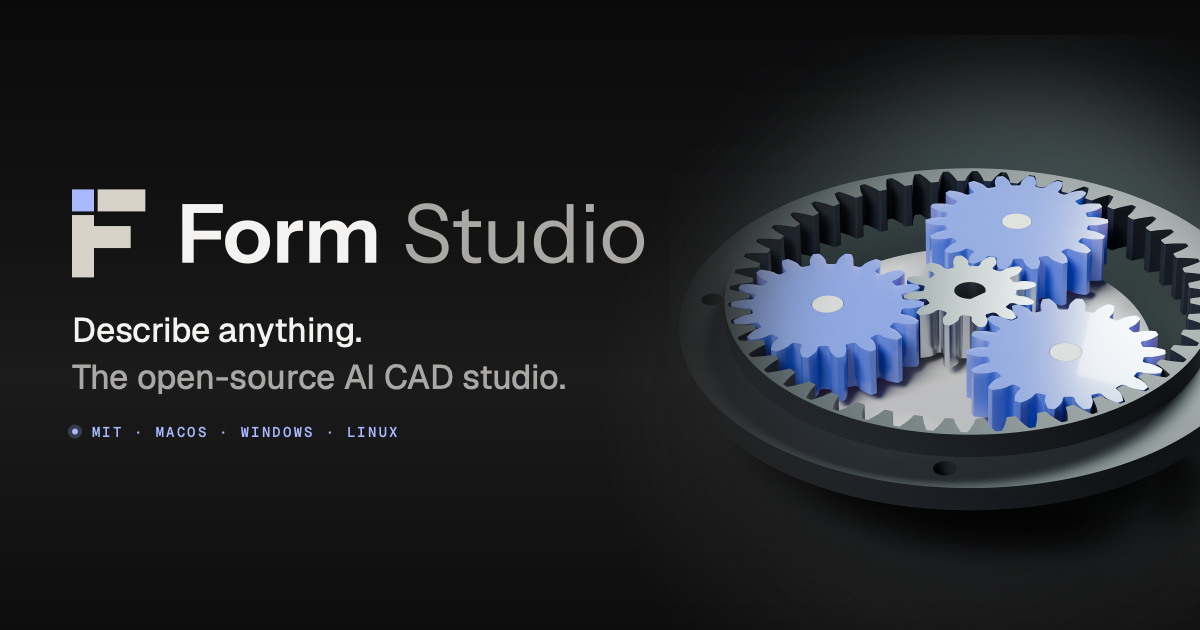 Form Studio
Describe anything.
The open-source AI CAD studio.
MIT · MACOS · WINDOWS · LINUX